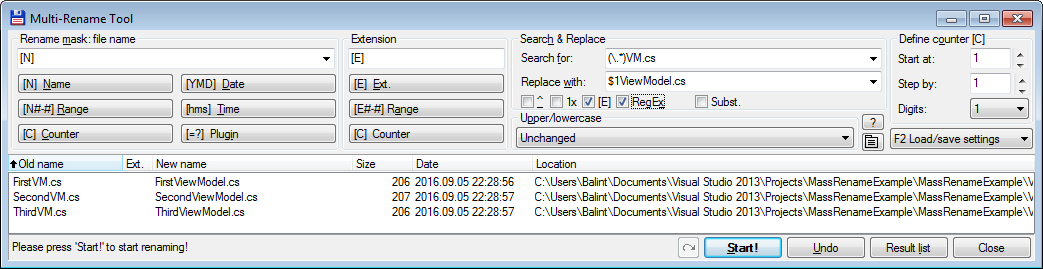 Multi-Rename Tool
Rename mask: file name
Extension
Search & Replace
Define counter [C]
[N]
[E]
Search for:
(\..*)VM.cs
Start at:
1
[N] Name
[YMD] Date
[E] Ext.
Replace with:
$1ViewModel.cs
Step by:
1
[N#-#] Range
[hms] Time
[E#-#] Range
^
1x
[E]
RegEx
Subst.
Digits:
1
[C] Counter
[=?] Plugin
[C] Counter
Upper/lowercase
Unchanged
?
F2 Load/save settings
Old name
Ext.
New name
Size
Date
Location
FirstVM.cs FirstViewModel.cs 206 2016.09.05 22:28:56 C:\Users\Balint\Documents\Visual Studio 2013\Projects\MassRenameExample\MassRenameExample\V
SecondVM.cs SecondViewModel.cs 207 2016.09.05 22:28:57 C:\Users\Balint\Documents\Visual Studio 2013\Projects\MassRenameExample\MassRenameExample\V
ThirdVM.cs ThirdViewModel.cs 206 2016.09.05 22:28:57 C:\Users\Balint\Documents\Visual Studio 2013\Projects\MassRenameExample\MassRenameExample\V
Please press 'Start!' to start renaming!
Start!
Undo
Result list
Close